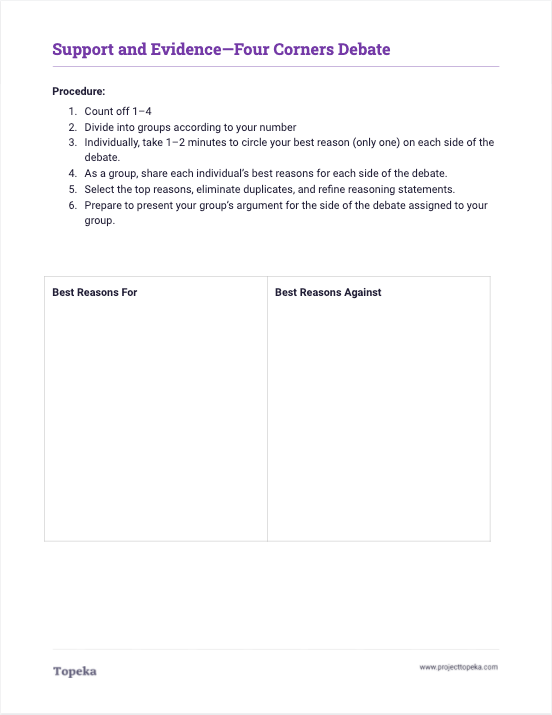 Support and Evidence—Four Corners Debate
Procedure:
1. Count off 1–4
2. Divide into groups according to your number
3. Individually, take 1–2 minutes to circle your best reason (only one) on each side of the
debate.
4. As a group, share each individual's best reasons for each side of the debate.
5. Select the top reasons, eliminate duplicates, and refine reasoning statements.
6. Prepare to present your group's argument for the side of the debate assigned to your
group.
Best Reasons For
Best Reasons Against
Topeka
www.projecttopeka.com